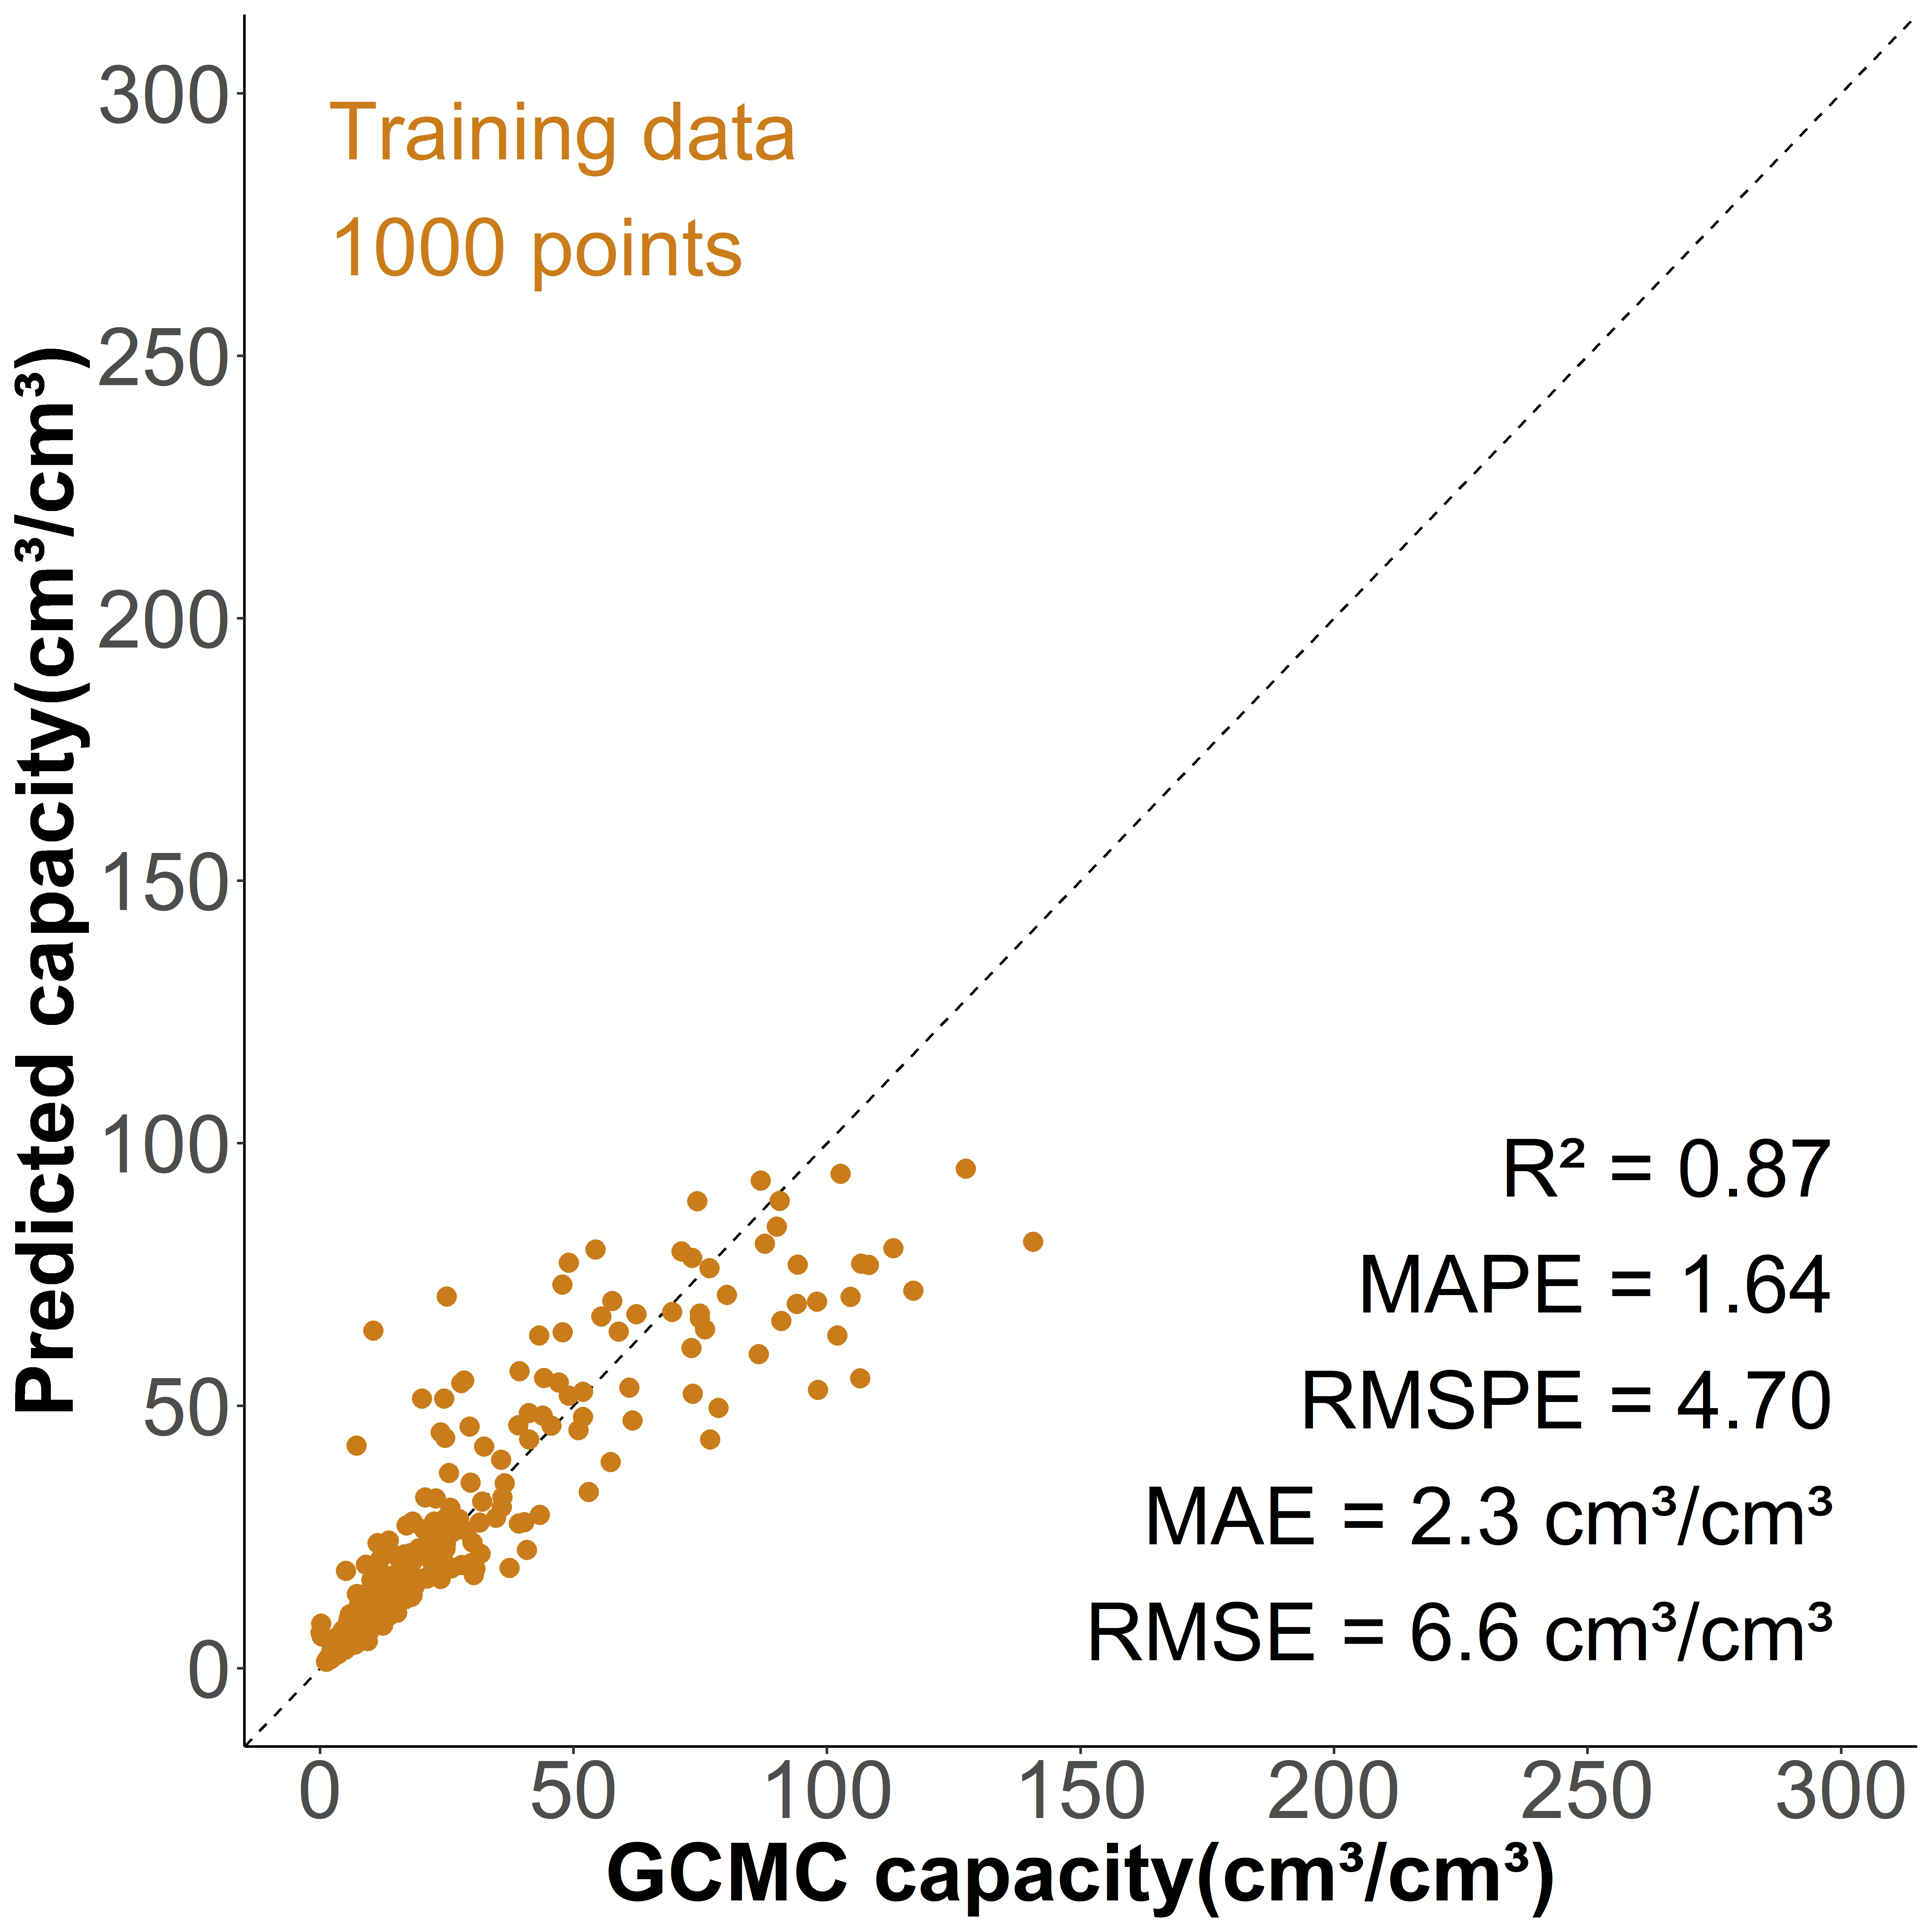 Training data
1000 points
300
250
200
150
100
50
0
Predicted capacity(cm³/cm³)
R² = 0.87
MAPE = 1.64
RMSPE = 4.70
MAE = 2.3 cm³/cm³
RMSE = 6.6 cm³/cm³
0 50 100 150 200 250 300
GCMC capacity(cm³/cm³)